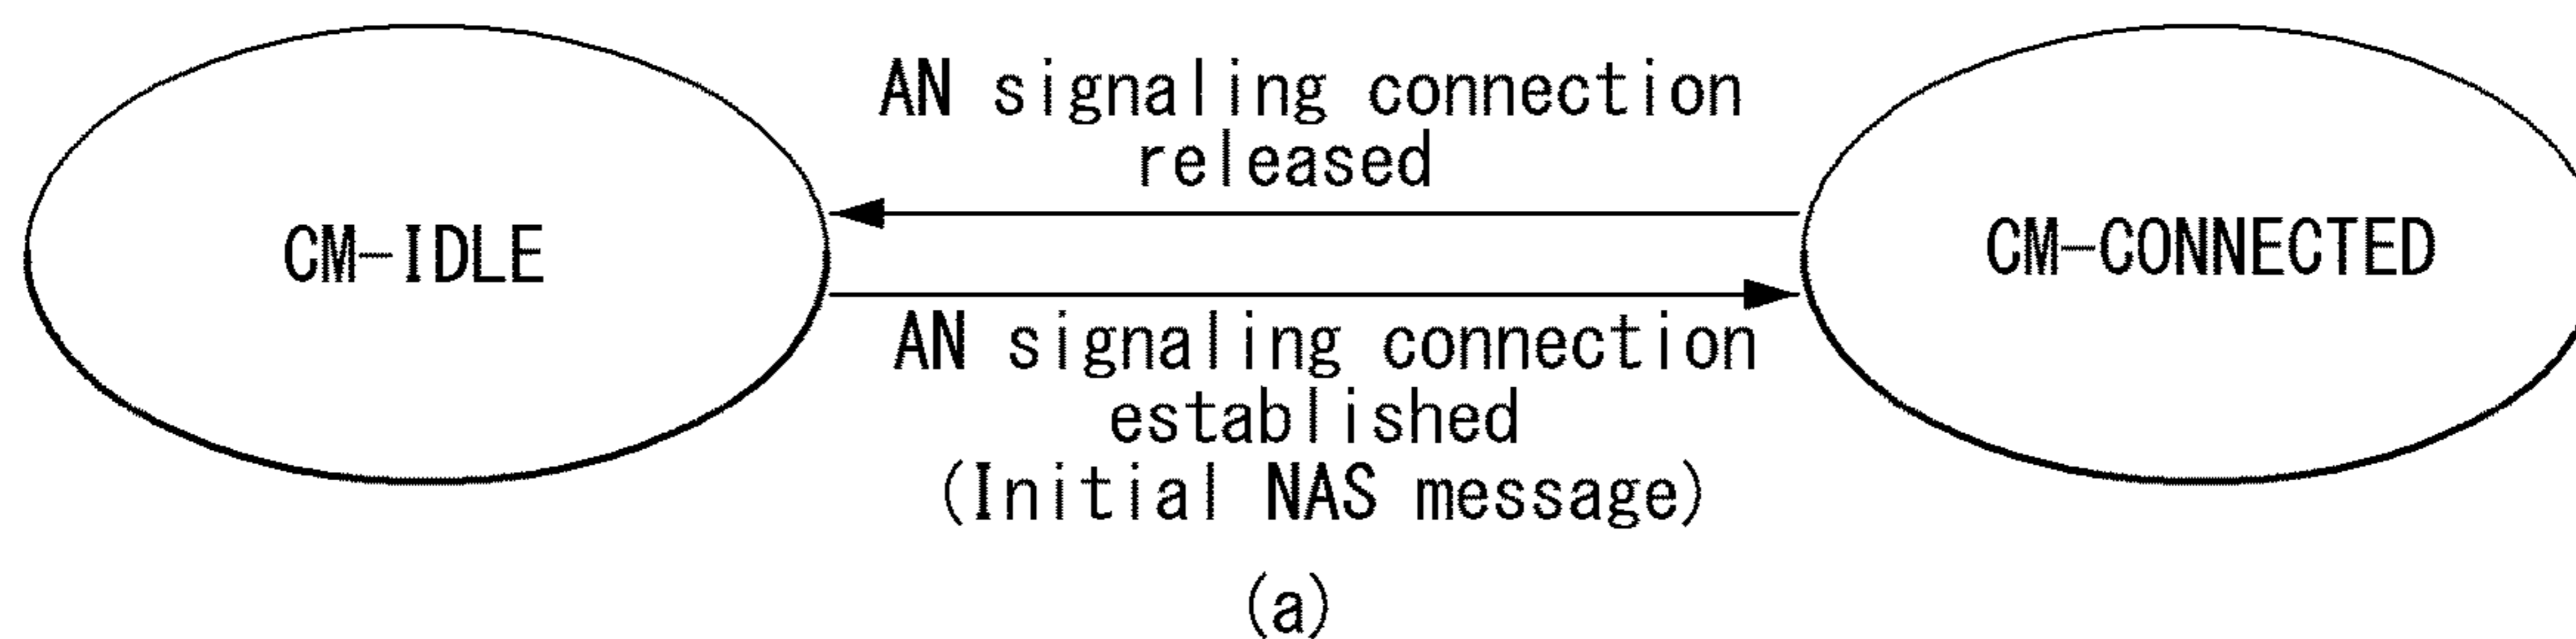 AN signaling connection
released
CM-IDLE
CM-CONNECTED
AN signaling connection
established
(Initial NAS message)
(a)